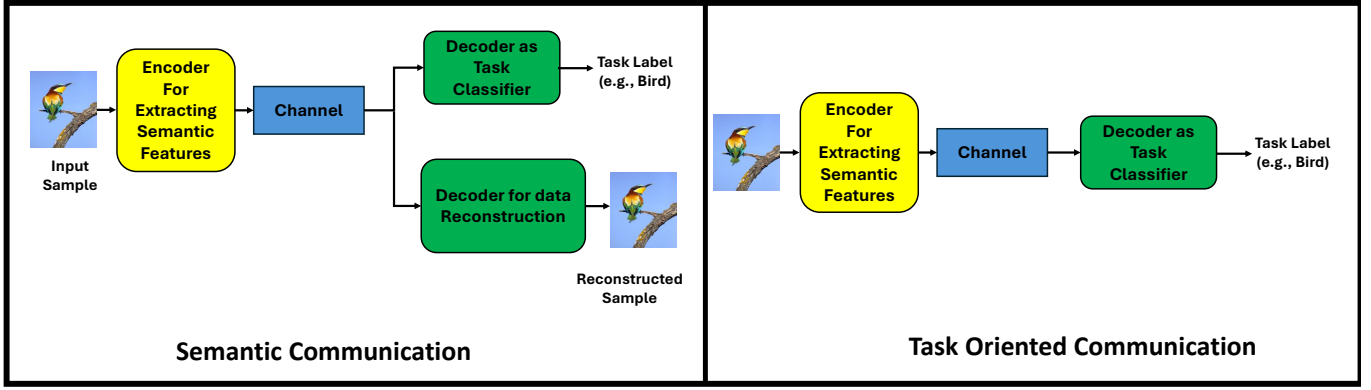 Encoder
For
Extracting
Semantic
Features
Input
Sample
Channel
Decoder as
Task
Classifier
Task Label
(e.g., Bird)
Decoder for data
Reconstruction
Reconstructed
Sample
Semantic Communication
Encoder
For
Extracting
Semantic
Features
Channel
Decoder as
Task
Classifier
Task Label
(e.g., Bird)
Task Oriented Communication